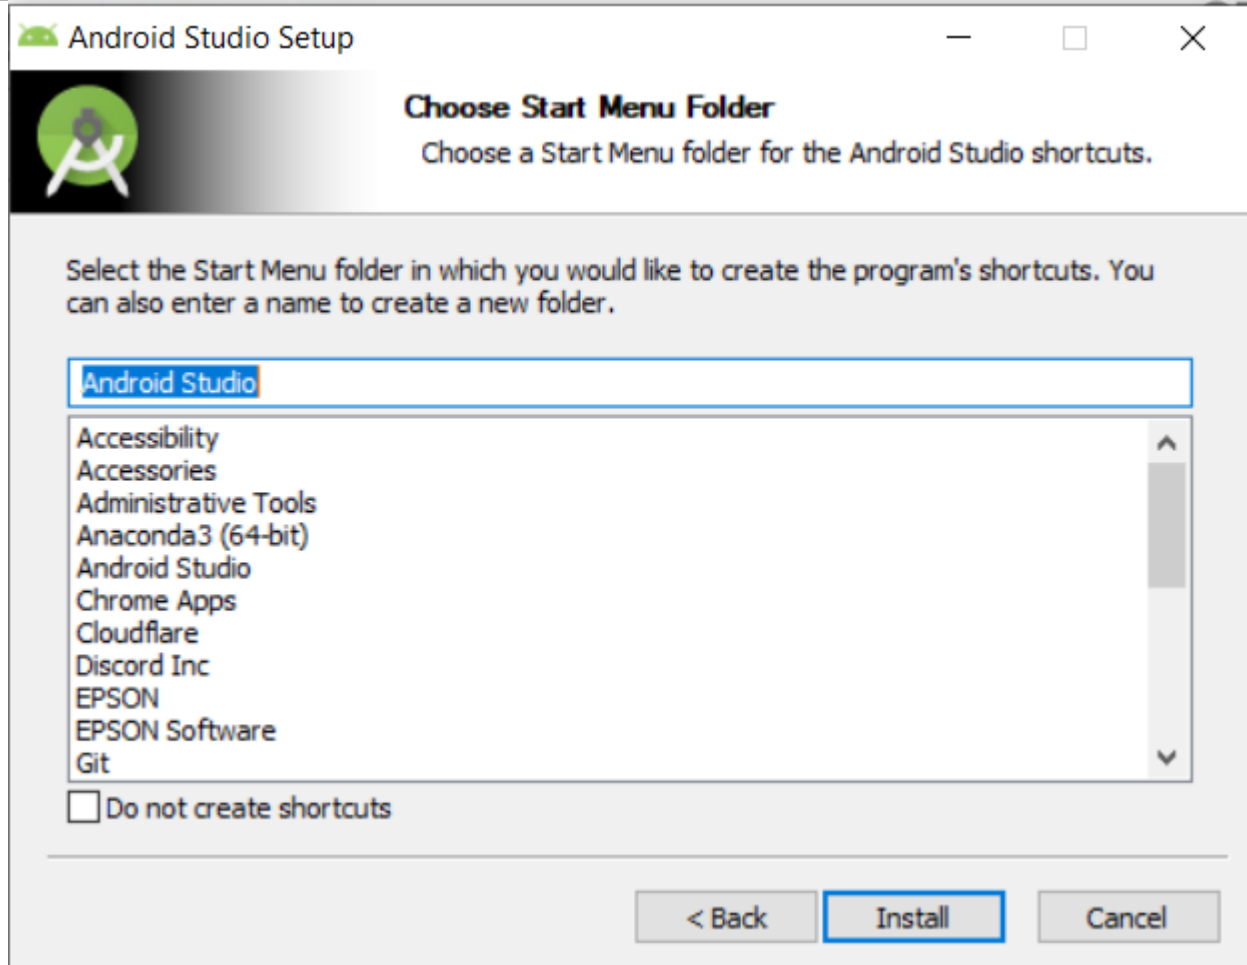 Android Studio Setup
Choose Start Menu Folder
Choose a Start Menu folder for the Android Studio shortcuts.
Select the Start Menu folder in which you would like to create the program's shortcuts. You
can also enter a name to create a new folder.
Android Studio
Accessibility
Accessories
Administrative Tools
Anaconda3 (64-bit)
Android Studio
Chrome Apps
Cloudflare
Discord Inc
EPSON
EPSON Software
Git
Do not create shortcuts
< Back
Install
Cancel